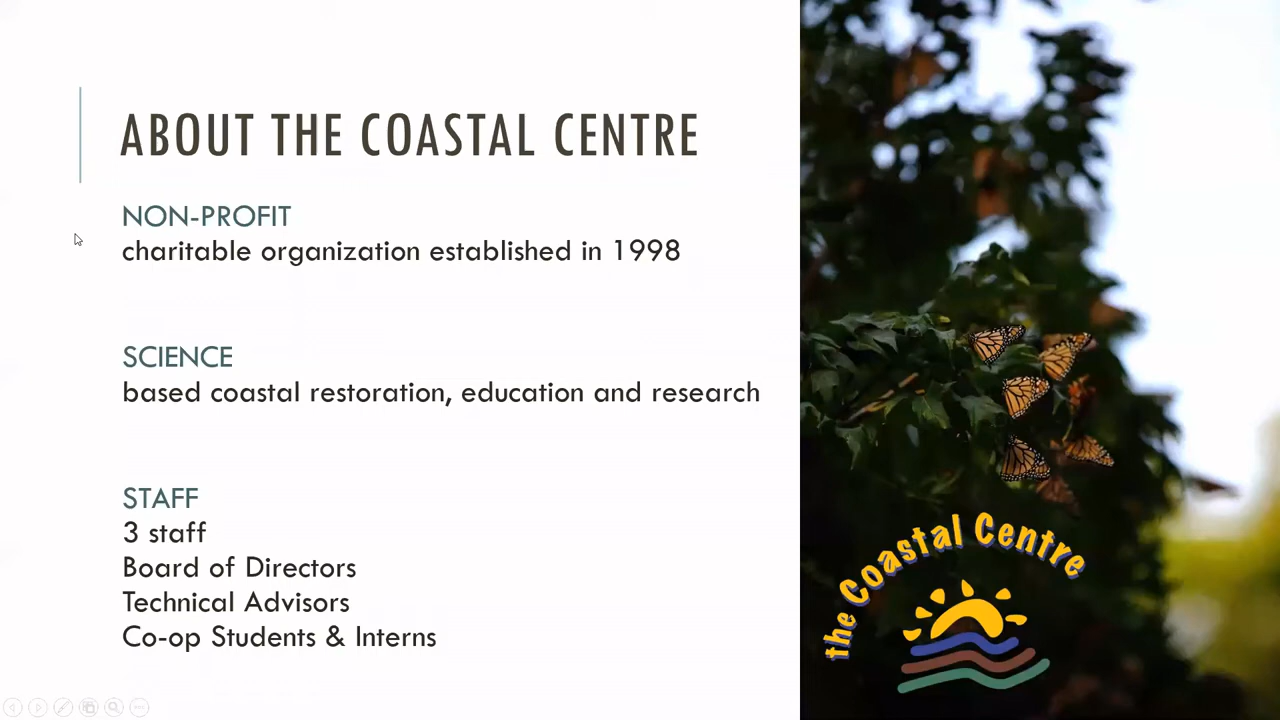 ABOUT THE COASTAL CENTRE
NON-PROFIT
charitable organization established in 1998
SCIENCE
based coastal restoration, education and research
STAFF
3 staff
Board of Directors
Technical Advisors
Co-op Students & Interns
the Coastal Centre